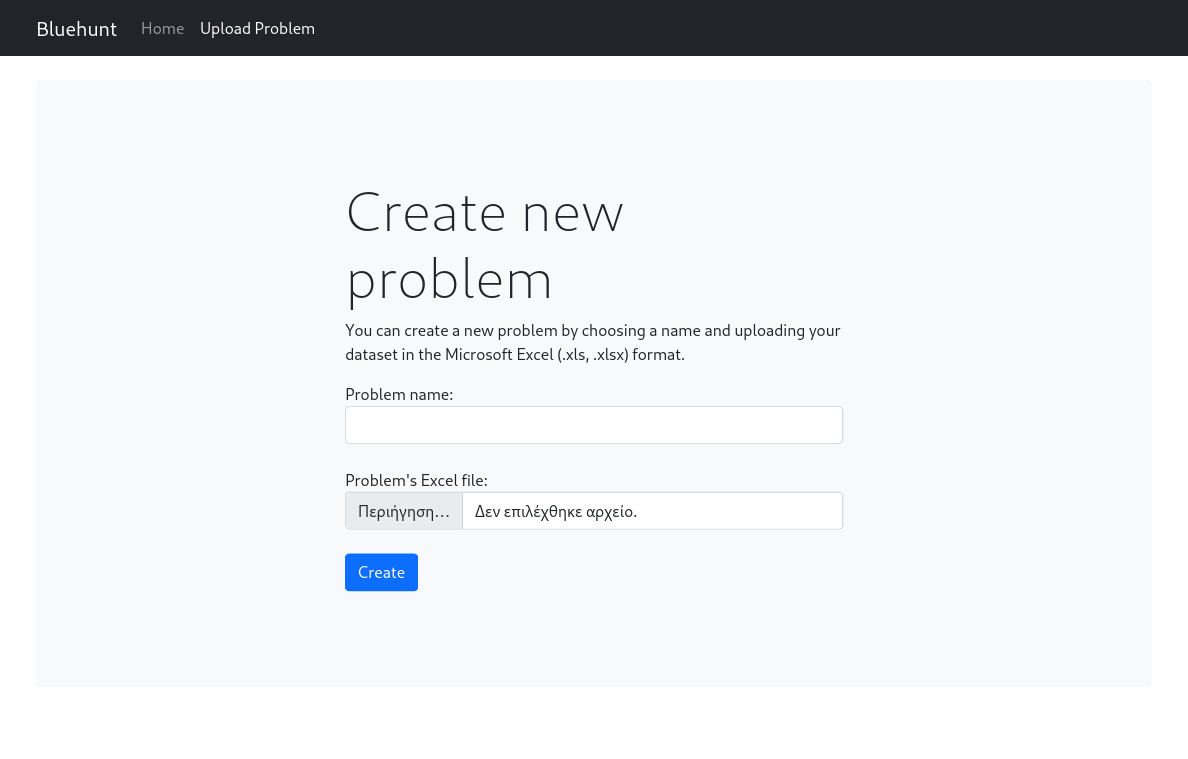 Bluehunt Home Upload Problem
Create new
problem
You can create a new problem by choosing a name and uploading your
dataset in the Microsoft Excel (.xls, .xlsx) format.
Problem name:
Problem's Excel file:
Περιήγηση... Δεν επιλέχθηκε αρχείο.
Create